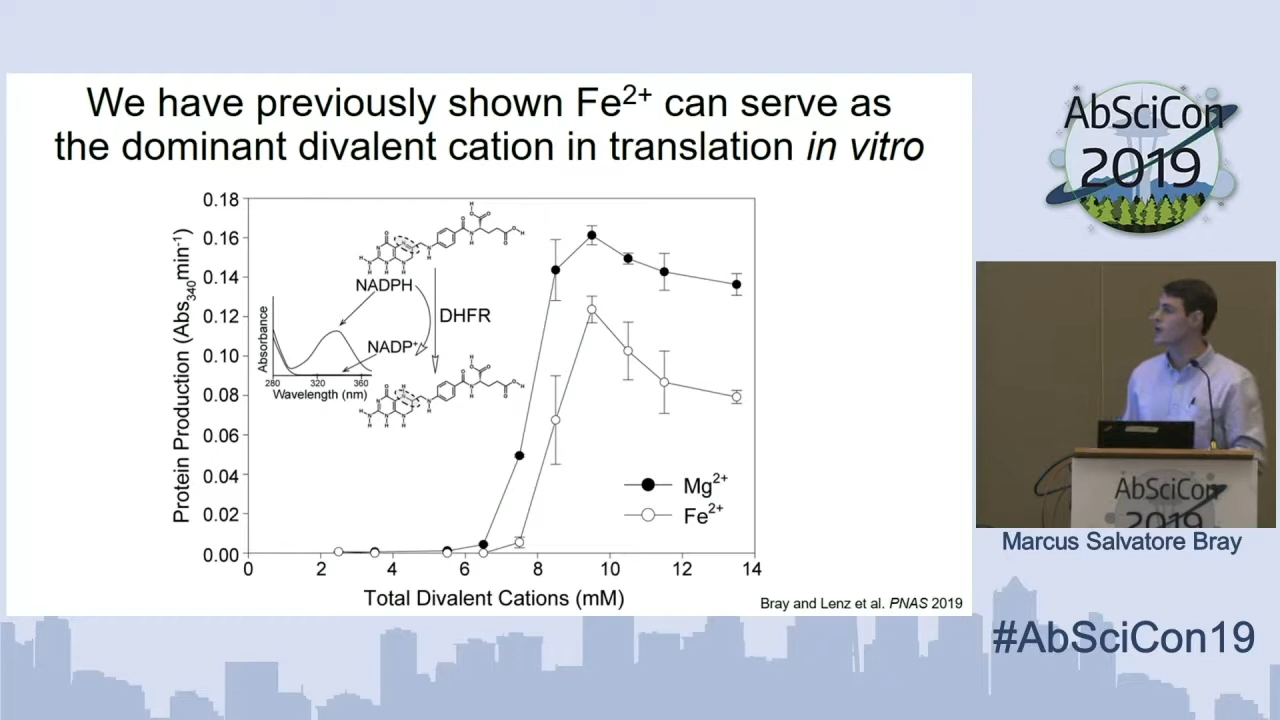 We have previously shown Fe2+ can serve as
the dominant divalent cation in translation in vitro
Protein Production (Abs340min-1)
0.18
0.16
0.14
0.12
0.10
0.08
0.06
0.04
0.02
0.00
0
2
4
6
8
10
12
14
Total Divalent Cations (mM)
NADPH
DHFR
NADP+
Absorbance
280
320
360
Wavelength (nm)
Mg2+
Fe2+
Bray and Lenz et al. PNAS 2019
AbSciCon
2019
AbSciCon
2019
Marcus Salvatore Bray
#AbSciCon19